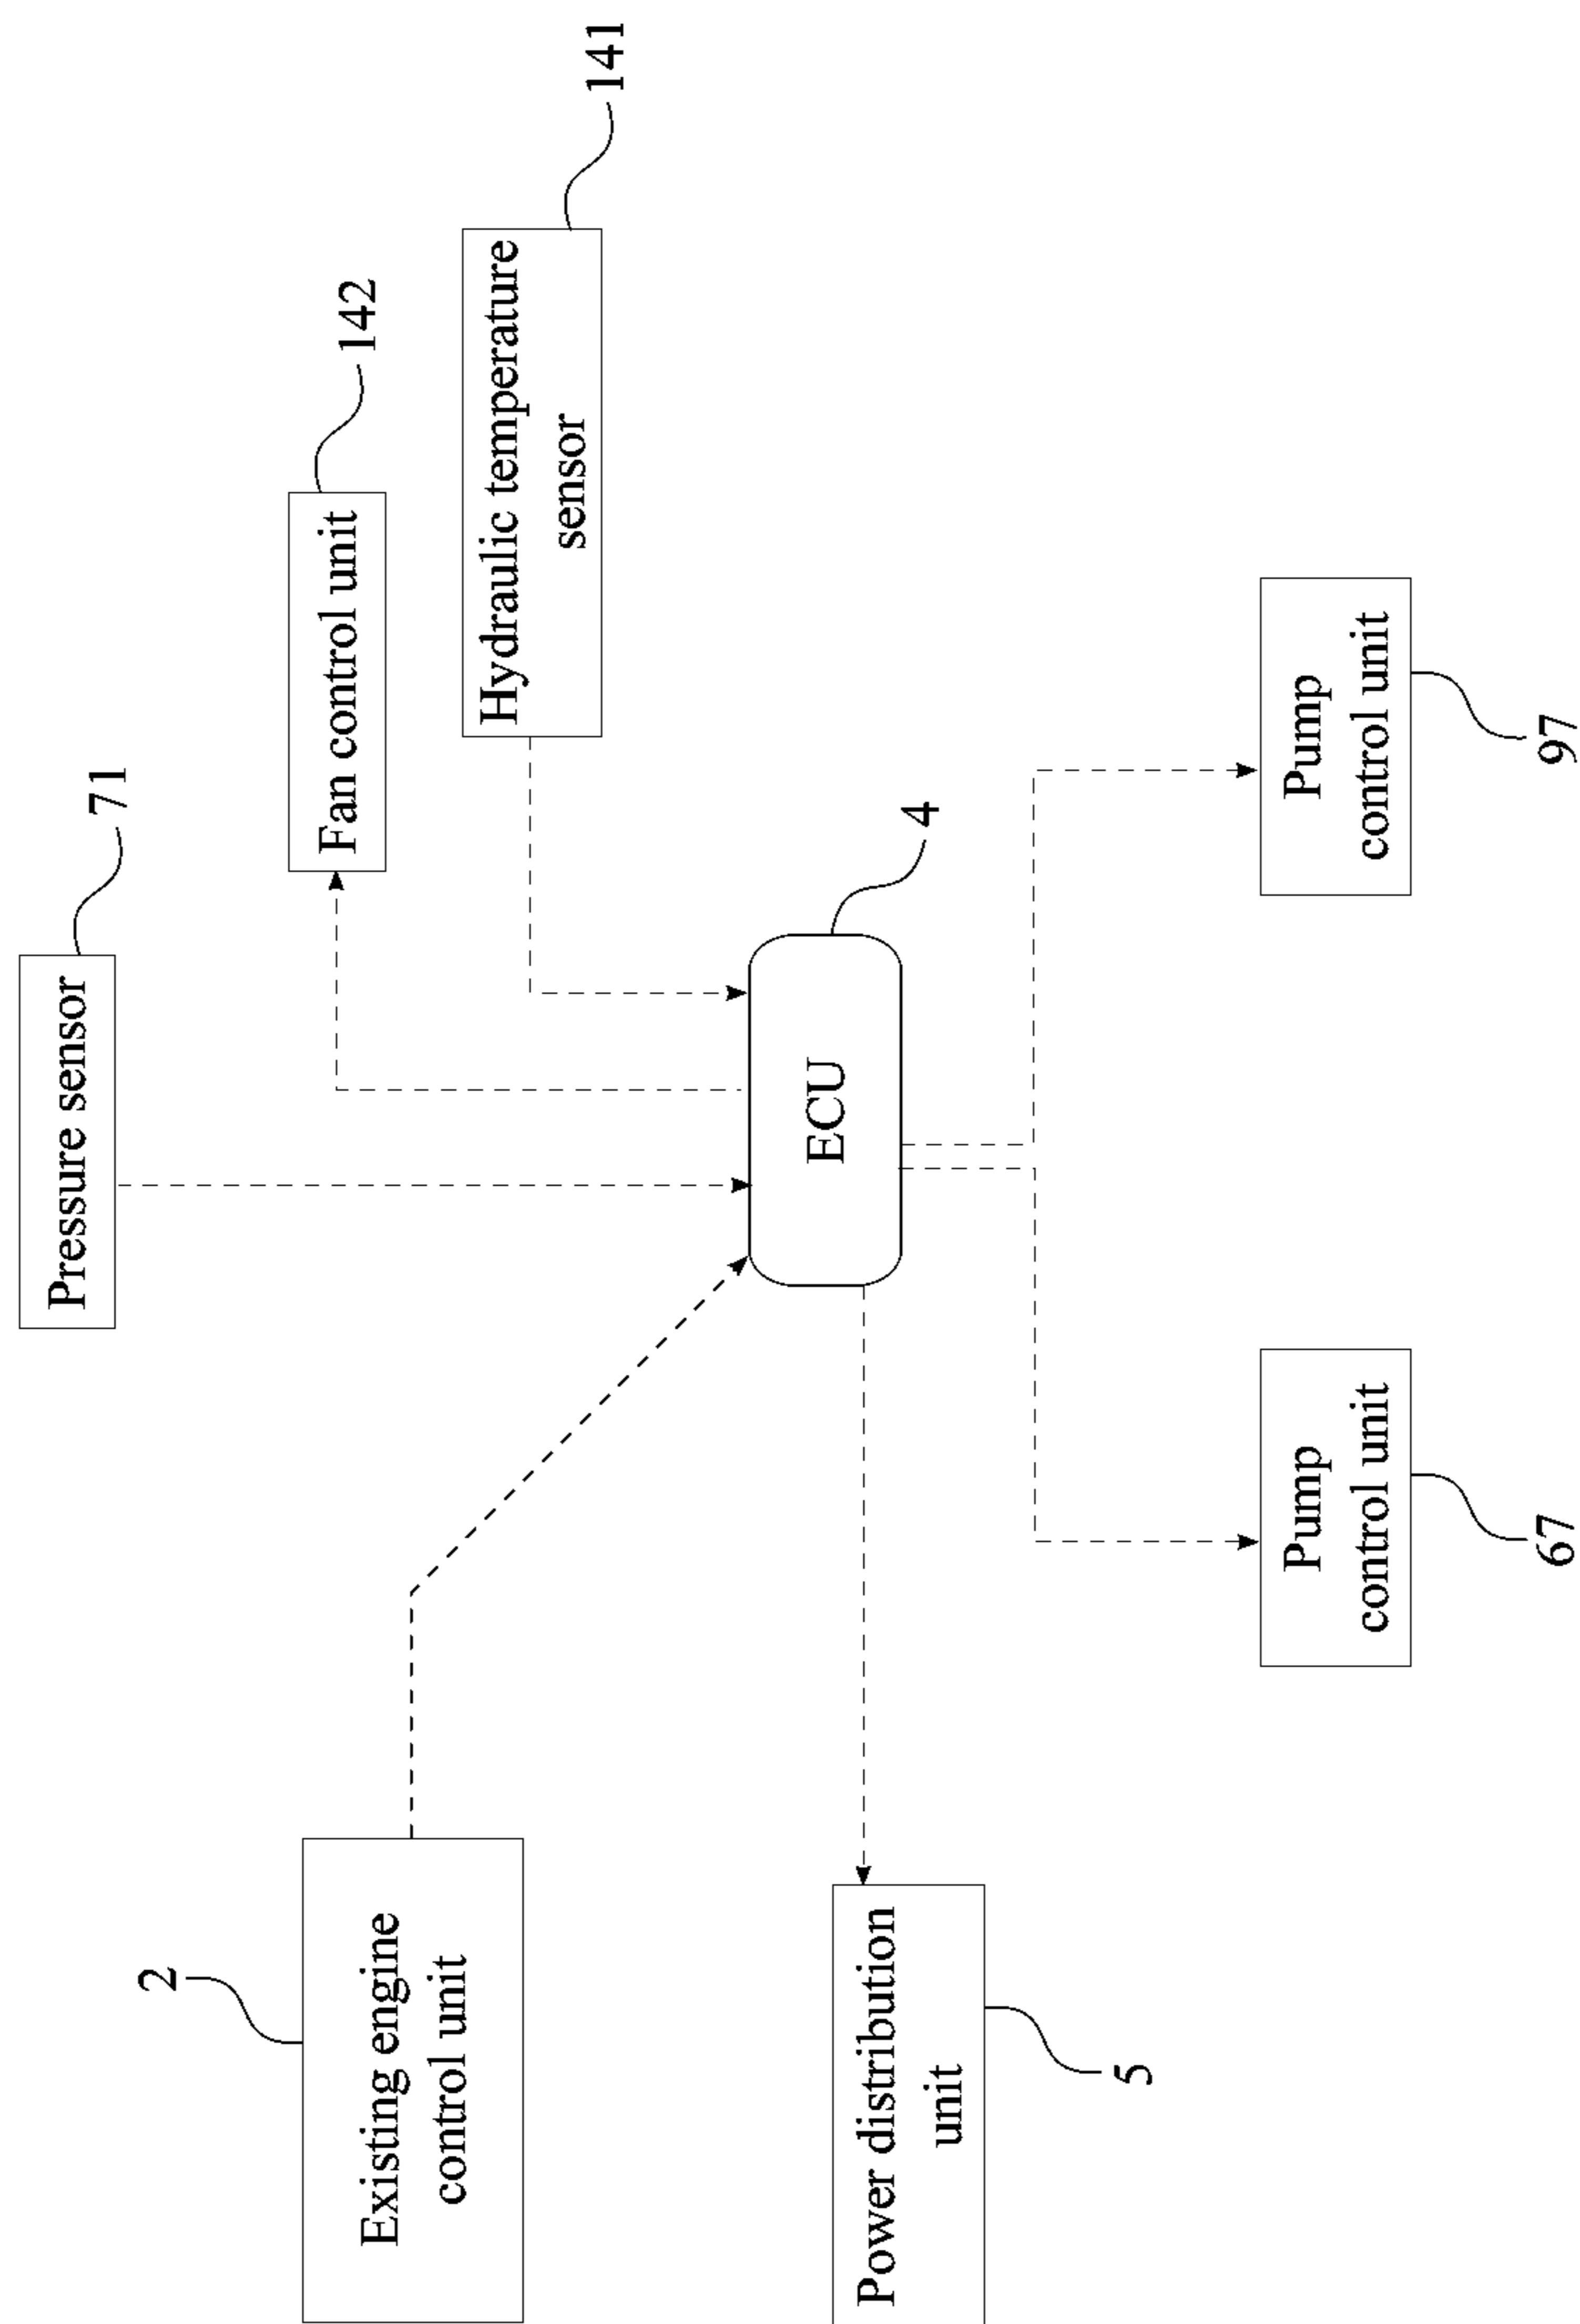 Pressure sensor
71
Fan control unit
142
Hydraulic temperature
sensor
141
Existing engine
control unit
2
ECU
4
Power distribution
unit
5
Pump
control unit
67
Pump
control unit
97